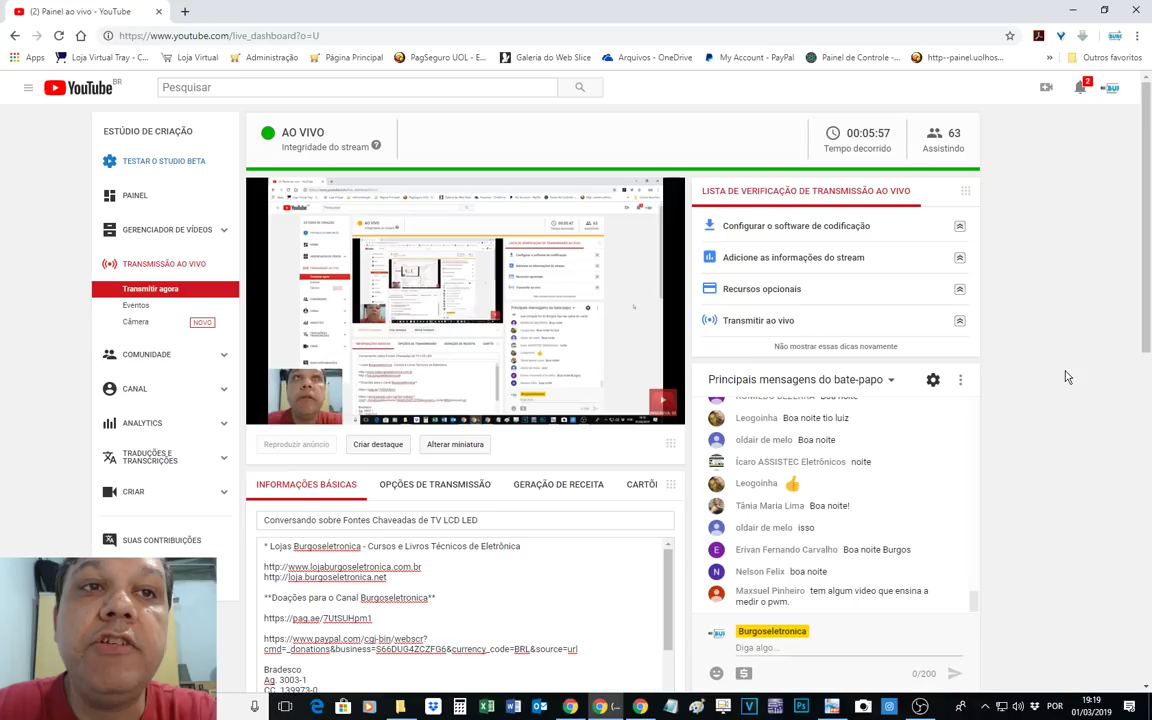 (2) Painel ao vivo - YouTube
https://www.youtube.com/live_dashboard?o=U
Apps
Loja Virtual Tray - C...
Loja Virtual
Administração
Página Principal
PagSeguro UOL - E...
Galeria do Web Slice
Arquivos - OneDrive
My Account - PayPal
Painel de Controle -...
http--painel.uolhos...
»
Outros favoritos
YouTube BR
Pesquisar
2
ESTÚDIO DE CRIAÇÃO
TESTAR O STUDIO BETA
PAINEL
GERENCIADOR DE VÍDEOS
TRANSMISSÃO AO VIVO
Transmitir agora
Eventos
Câmera
NOVO
COMUNIDADE
CANAL
ANALYTICS
TRADUÇÕES E
TRANSCRIÇÕES
CRIAR
SUAS CONTRIBUIÇÕES
AO VIVO
Integridade do stream ?
00:05:57
Tempo decorrido
63
Assistindo
Reproduzir anúncio
Criar destaque
Alterar miniatura
INFORMAÇÕES BÁSICAS
OPÇÕES DE TRANSMISSÃO
GERAÇÃO DE RECEITA
CARTÕI
Conversando sobre Fontes Chaveadas de TV LCD LED
* Lojas Burgoseletronica - Cursos e Livros Técnicos de Eletrônica
http://www.lojaburgoseletronica.com.br
http://loja.burgoseletronica.net
**Doações para o Canal Burgoseletronica**
https://pag.ae/7UtSUHpm1
https://www.paypal.com/cgi-bin/webscr?
cmd=_donations&business=S66DUG4ZCZFG6&currency_code=BRL&source=url
Bradesco
Ag. 3003-1
CC. 139973-0
LISTA DE VERIFICAÇÃO DE TRANSMISSÃO AO VIVO
Configurar o software de codificação
Adicione as informações do stream
Recursos opcionais
Transmitir ao vivo
Não mostrar essas dicas novamente
Principais mensagens do bate-papo
ROMILDO BEZERRA Boa noite
Leogoinha Boa noite tio luiz
oldair de melo Boa noite
Ícaro ASSISTEC Eletrônicos noite
Leogoinha
Tânia Maria Lima Boa noite!
oldair de melo isso
Erivan Fernando Carvalho Boa noite Burgos
Nelson Felix boa noite
Maxsuel Pinheiro tem algum video que ensina a
medir o pwm.
Burgoseletronica
Diga algo...
0/200
POR
19:19
01/03/2019